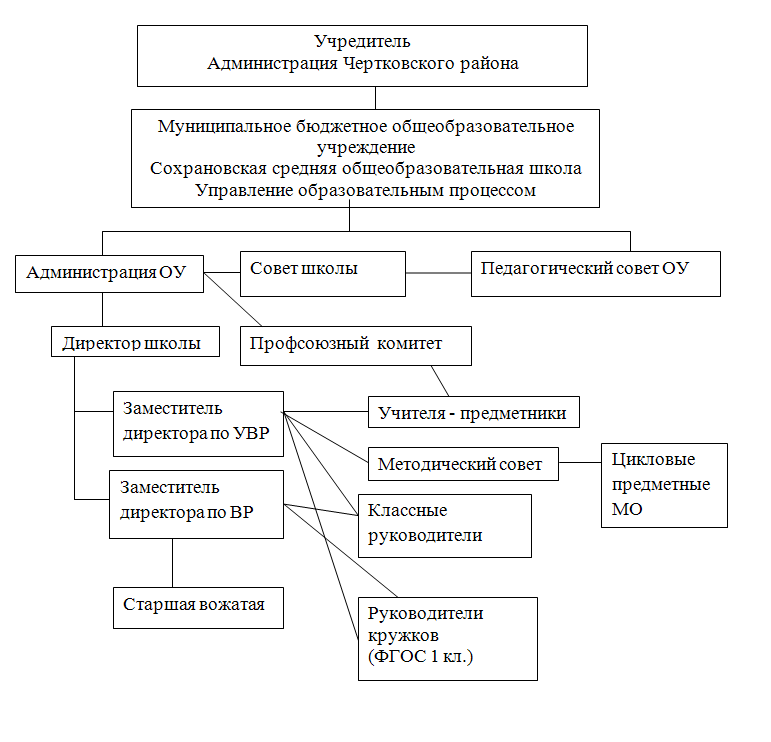 Учредитель
Администрация Чертковского района
Муниципальное бюджетное общеобразовательное
учреждение
Сохрановская средняя общеобразовательная школа
Управление образовательным процессом
Администрация ОУ
Совет школы
Педагогический совет ОУ
Директор школы
Профсоюзный комитет
Заместитель
директора по УВР
Учителя - предметники
Методический совет
Цикловые
предметные
МО
Заместитель
директора по ВР
Классные
руководители
Старшая вожатая
Руководители
кружков
(ФГОС 1 кл.)